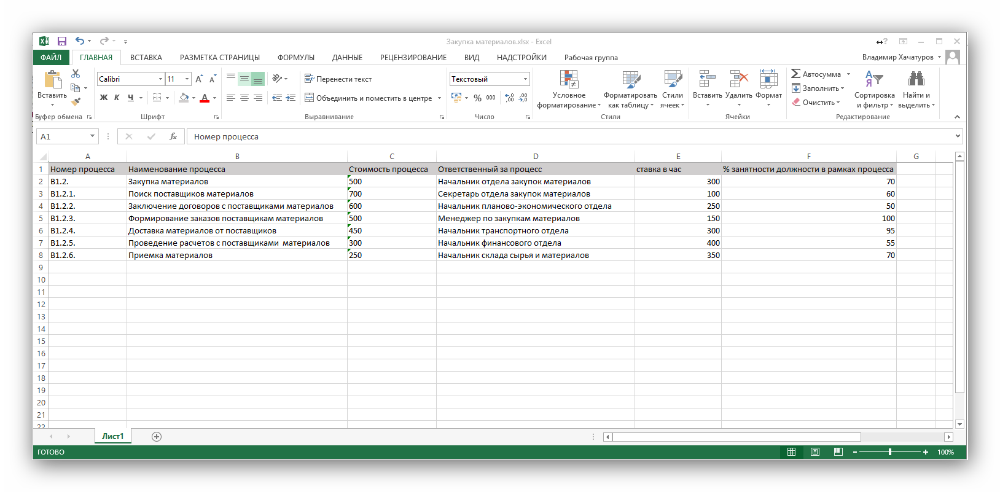 Закупка материалов.xlsx - Excel
ФАЙЛ ГЛАВНАЯ ВСТАВКА РАЗМЕТКА СТРАНИЦЫ ФОРМУЛЫ ДАННЫЕ РЕЦЕНЗИРОВАНИЕ ВИД НАДСТРОЙКИ Рабочая группа Владимир Хачатуров
Calibri 11 Перенести текст Текстовый Автосумма
Вставить Условное форматирование Форматировать как таблицу Стили ячеек Вставить Удалить Формат Заполнить Сортировка и фильтр Найти и выделить
Ж К Ч Объединить и поместить в центре % 000 Очистить
Буфер обмена Шрифт Выравнивание Число Стили Ячейки Редактирование
A1 fx Номер процесса
A B C D E F G
1 Номер процесса Наименование процесса Стоимость процесса Ответственный за процесс ставка в час % занятности должности в рамках процесса
2 В1.2. Закупка материалов 500 Начальник отдела закупок материалов 300 70
3 В1.2.1. Поиск поставщиков материалов 700 Секретарь отдела закупок материалов 100 60
4 В1.2.2. Заключение договоров с поставщиками материалов 600 Начальник планово-экономического отдела 250 50
5 В1.2.3. Формирование заказов поставщикам материалов 500 Менеджер по закупкам материалов 150 100
6 В1.2.4. Доставка материалов от поставщиков 450 Начальник транспортного отдела 300 95
7 В1.2.5. Проведение расчетов с поставщиками  материалов 300 Начальник финансового отдела 400 55
8 В1.2.6. Приемка материалов 250 Начальник склада сырья и материалов 350 70
9
10
11
12
13
14
15
16
17
18
19
20
21
22
Лист1
ГОТОВО 100%